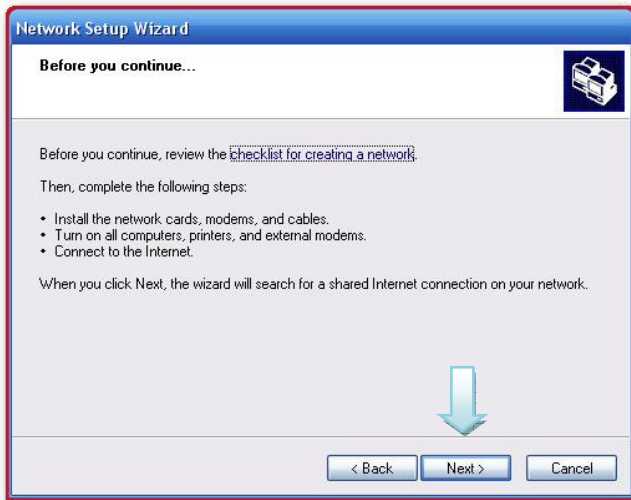 Network Setup Wizard
Before you continue...
Before you continue, review the checklist for creating a network.
Then, complete the following steps:
• Install the network cards, modems, and cables.
• Turn on all computers, printers, and external modems.
• Connect to the Internet.
When you click Next, the wizard will search for a shared Internet connection on your network.
< Back Next > Cancel